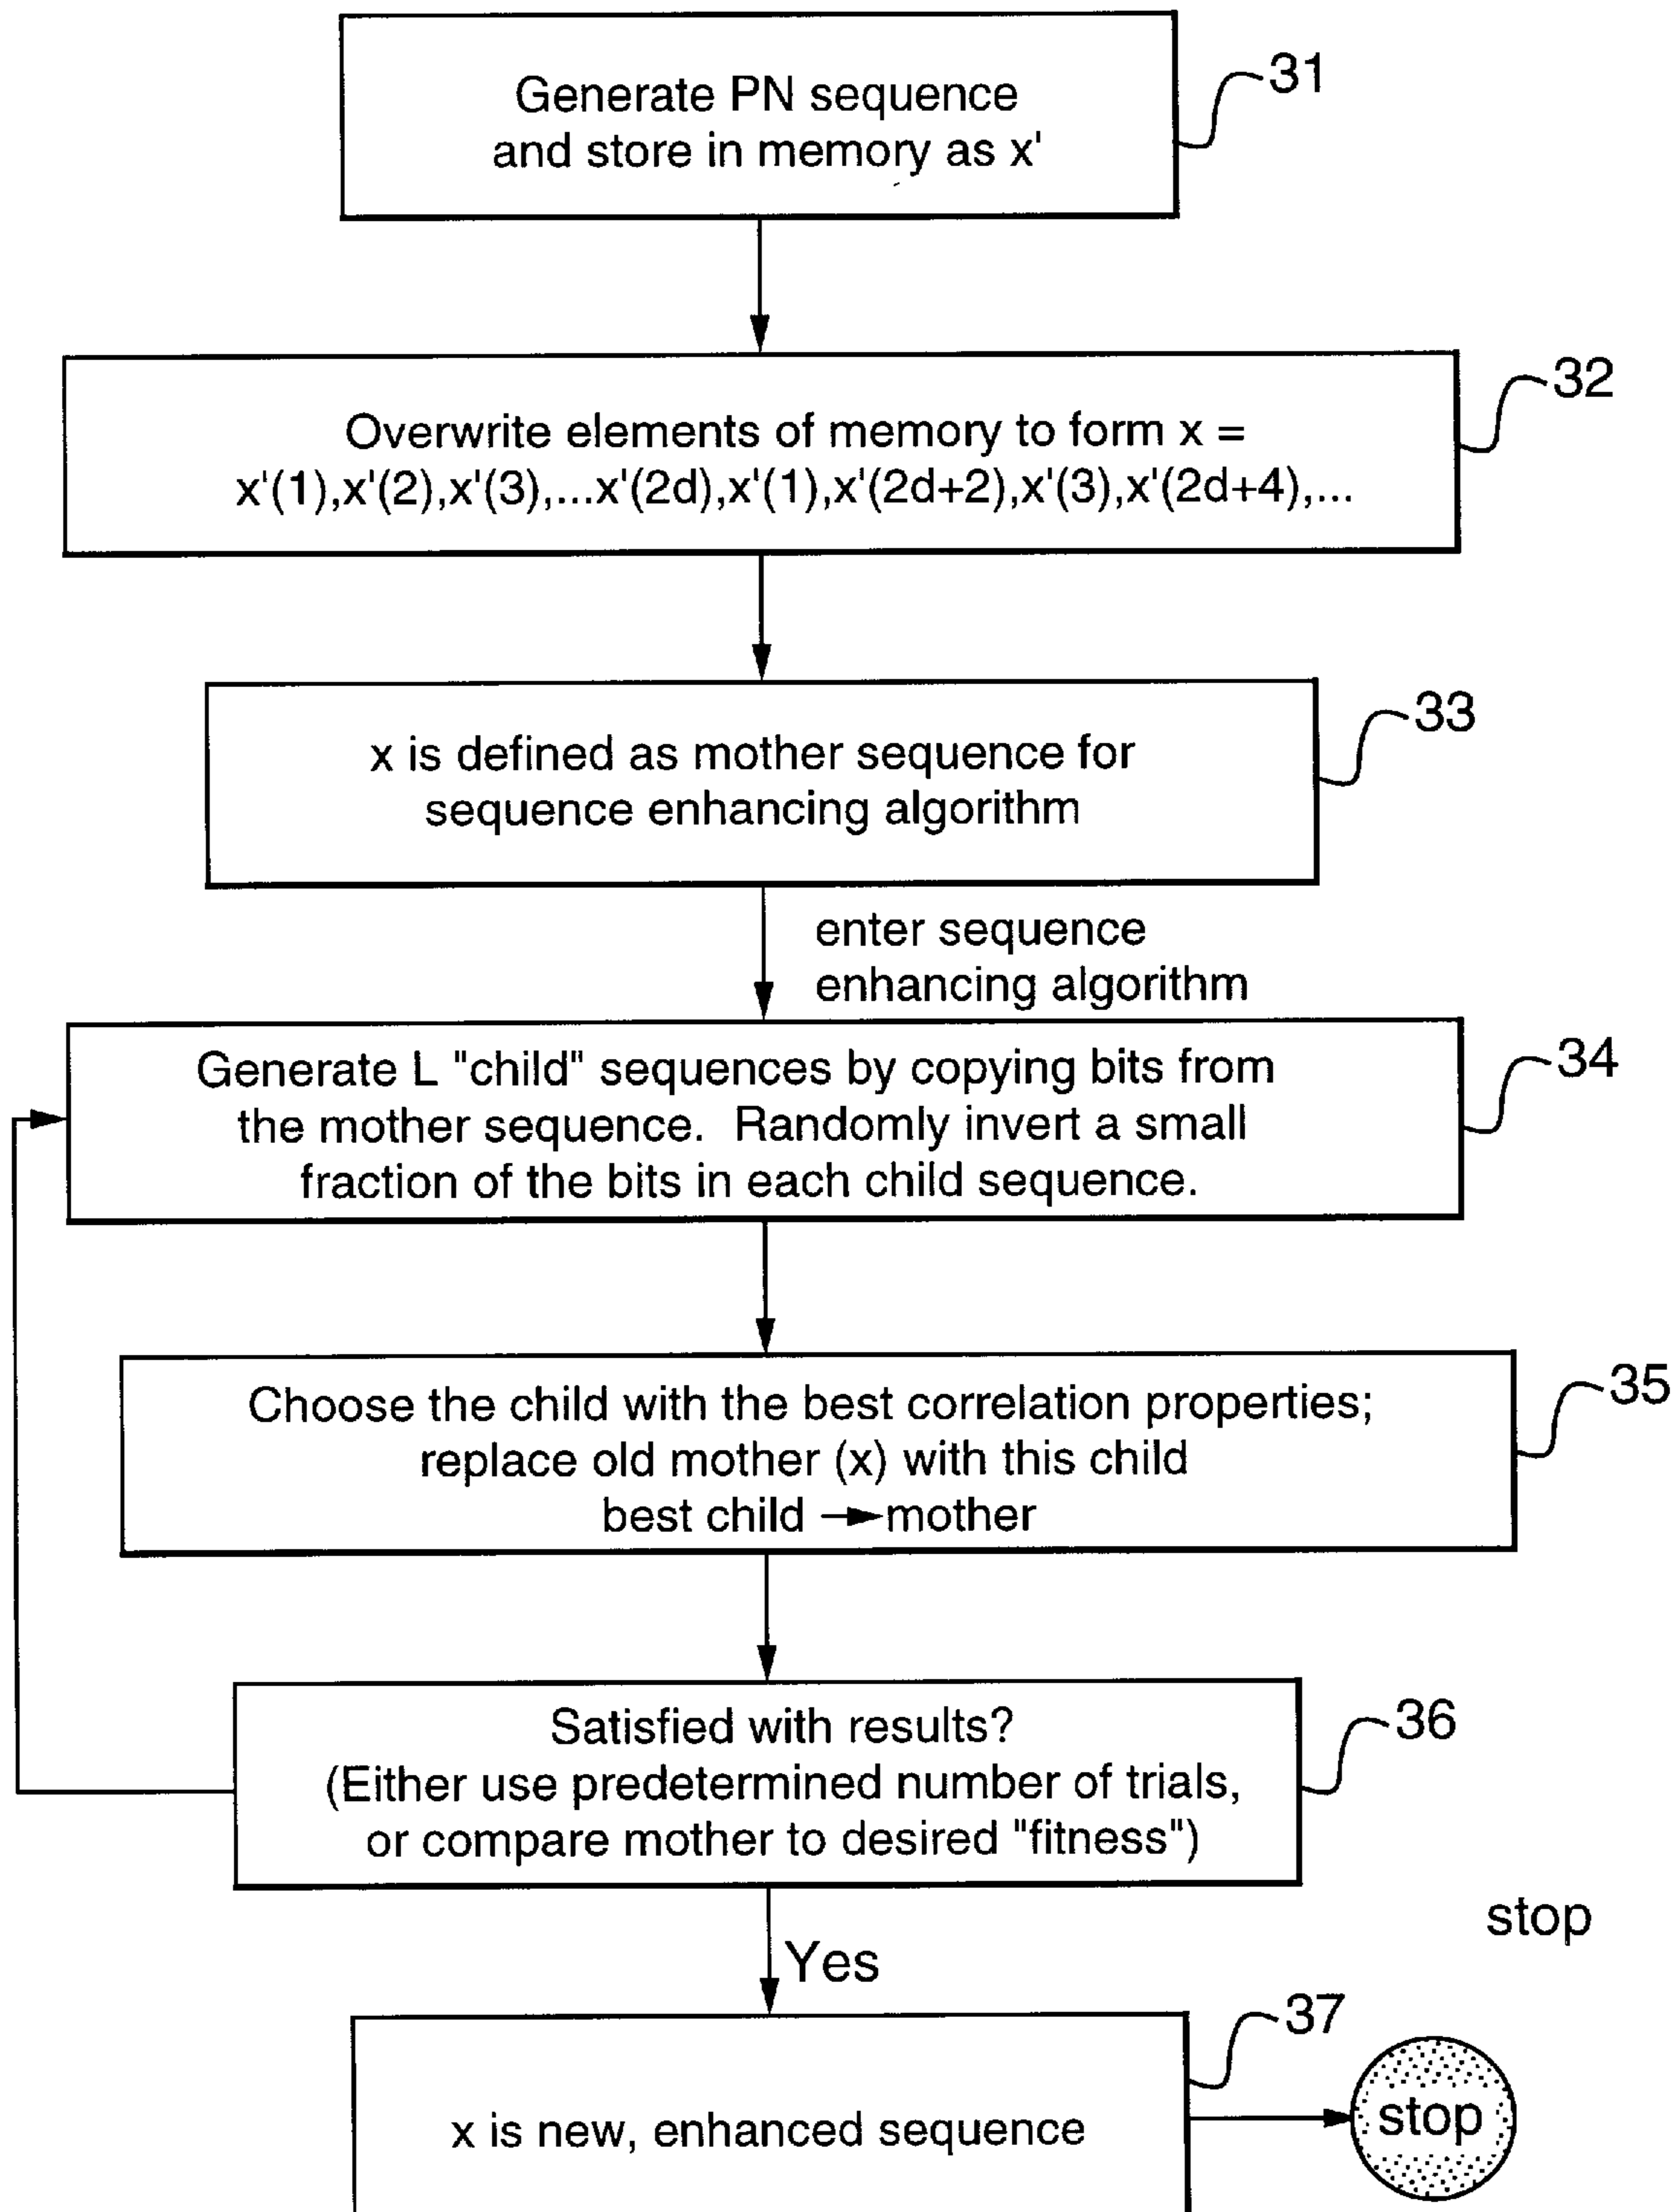 Generate PN sequence
and store in memory as x'
31
Overwrite elements of memory to form x =
x'(1),x'(2),x'(3),...x'(2d),x'(1),x'(2d+2),x'(3),x'(2d+4),...
32
x is defined as mother sequence for
sequence enhancing algorithm
33
enter sequence
enhancing algorithm
Generate L "child" sequences by copying bits from
the mother sequence. Randomly invert a small
fraction of the bits in each child sequence.
34
Choose the child with the best correlation properties;
replace old mother (x) with this child
best child → mother
35
Satisfied with results?
(Either use predetermined number of trials,
or compare mother to desired "fitness")
36
stop
Yes
x is new, enhanced sequence
37
stop